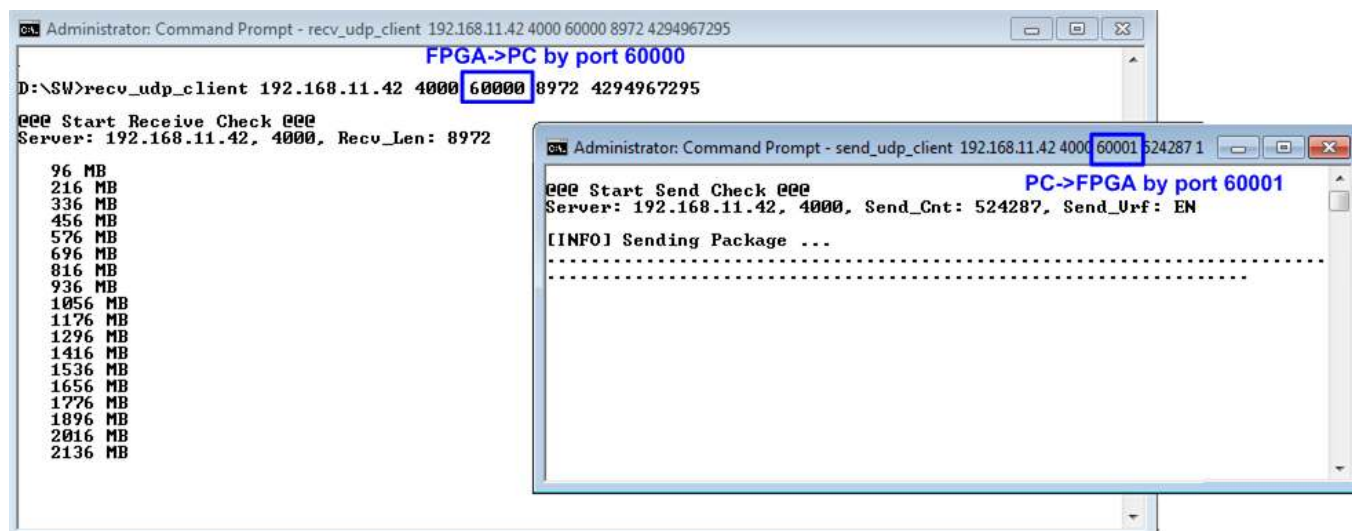 Administrator: Command Prompt - recv_udp_client 192.168.11.42 4000 60000 8972 4294967295
FPGA->PC by port 60000
D:\SW>recv_udp_client 192.168.11.42 4000 60000 8972 4294967295
@@@ Start Receive Check @@@
Server: 192.168.11.42, 4000, Recv_Len: 8972
96 MB
216 MB
336 MB
456 MB
576 MB
696 MB
816 MB
936 MB
1056 MB
1176 MB
1296 MB
1416 MB
1536 MB
1656 MB
1776 MB
1896 MB
2016 MB
2136 MB
Administrator: Command Prompt - send_udp_client 192.168.11.42 4000 60001 524287 1
PC->FPGA by port 60001
@@@ Start Send Check @@@
Server: 192.168.11.42, 4000, Send_Cnt: 524287, Send_Vrf: EN
[INFO] Sending Package ...